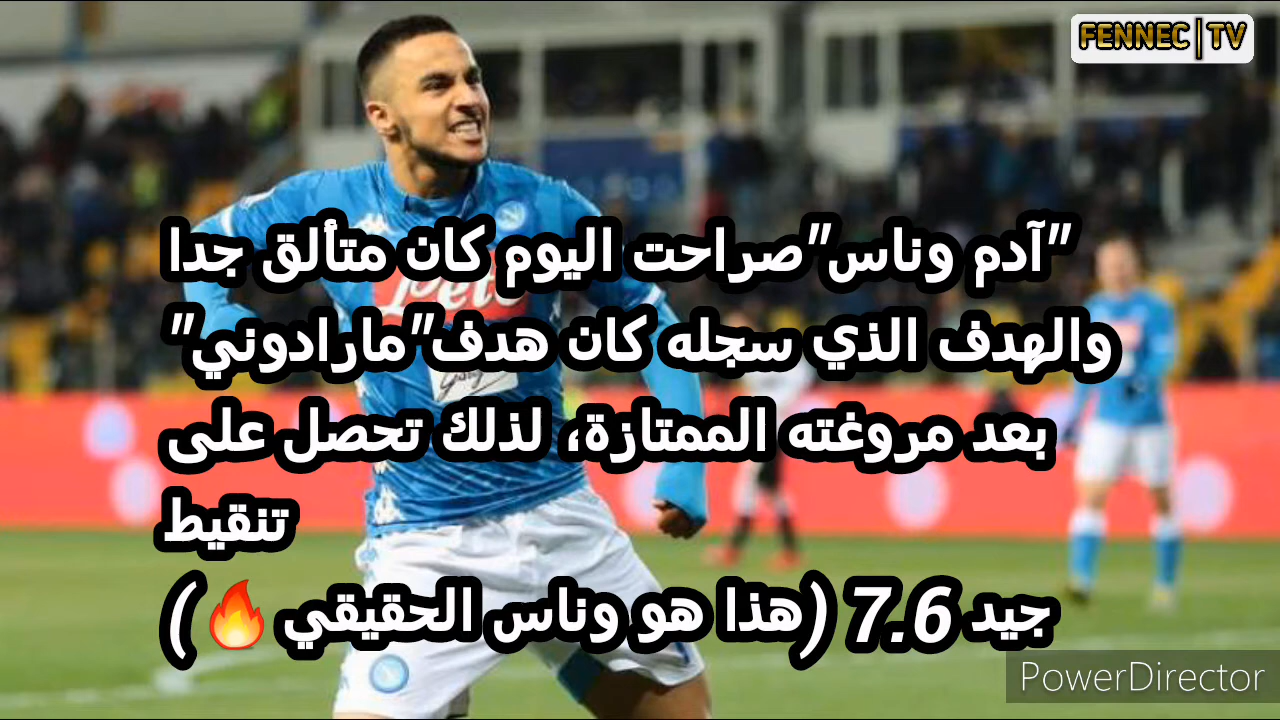 FENNEC|TV
"آدم وناس"صراحت اليوم كان متألق جدا
والهدف الذي سجله كان هدف"مارادوني"
بعد مروغته الممتازة، لذلك تحصل على
تنقيط
جيد 7.6 (هذا هو وناس الحقيقي🔥)
PowerDirector